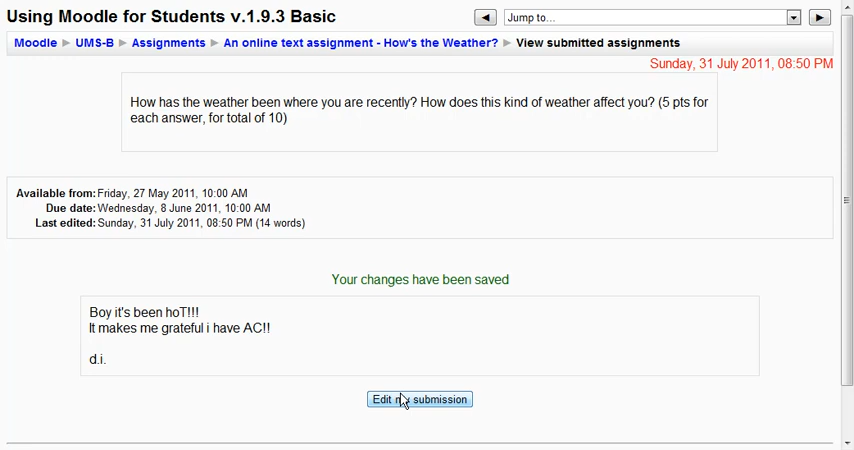 Using Moodle for Students v.1.9.3 Basic
Jump to...
Moodle ► UMS-B ► Assignments ► An online text assignment - How's the Weather? ► View submitted assignments
Sunday, 31 July 2011, 08:50 PM
How has the weather been where you are recently? How does this kind of weather affect you? (5 pts for
each answer, for total of 10)
Available from: Friday, 27 May 2011, 10:00 AM
Due date: Wednesday, 8 June 2011, 10:00 AM
Last edited: Sunday, 31 July 2011, 08:50 PM (14 words)
Your changes have been saved
Boy it's been hoT!!!
It makes me grateful i have AC!!
d.i.
Edit my submission